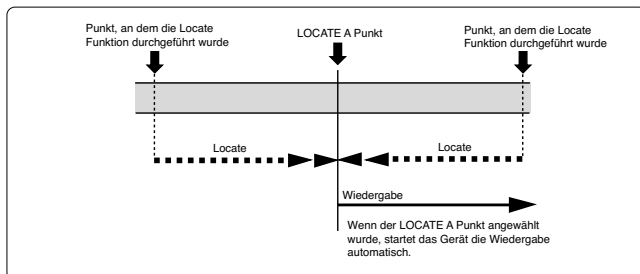 Punkt, an dem die Locate
Funktion durchgeführt wurde
LOCATE A Punkt
Punkt, an dem die Locate
Funktion durchgeführt wurde
Locate
Locate
Wiedergabe
Wenn der LOCATE A Punkt angewählt
wurde, startet das Gerät die Wiedergabe
automatisch.